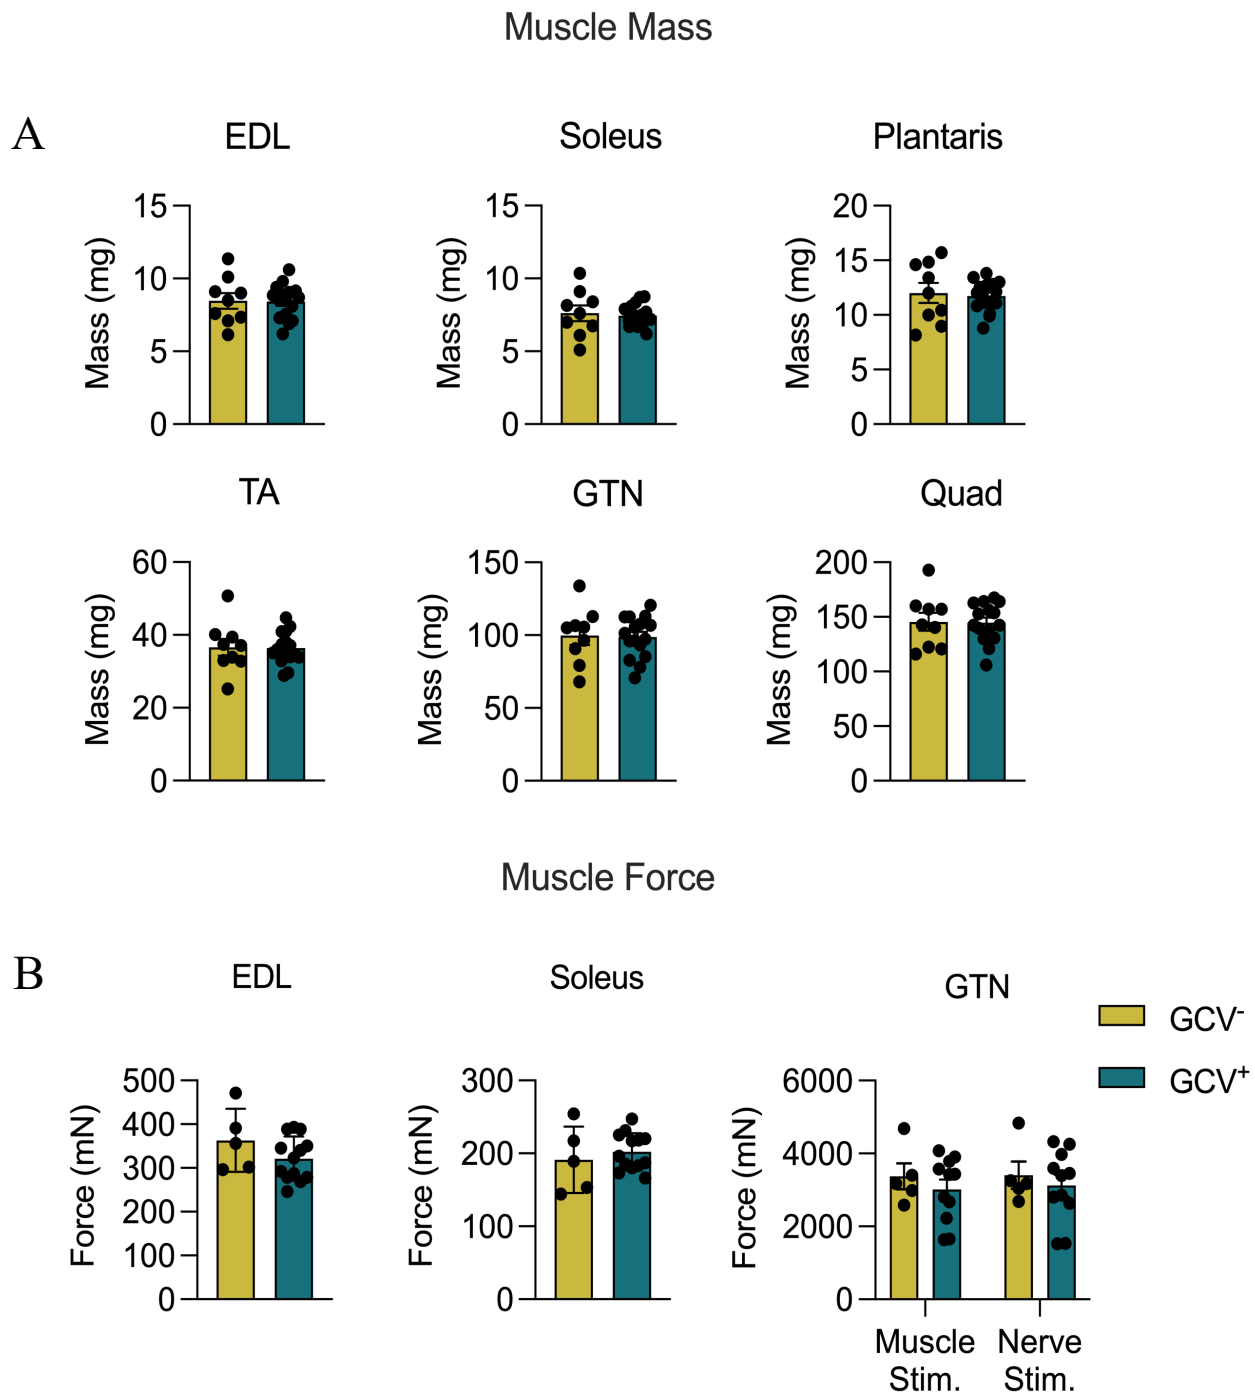 Muscle Mass
A
EDL
Soleus
Plantaris
Mass (mg)
15
10
5
0
Mass (mg)
15
10
5
0
Mass (mg)
20
15
10
5
0
TA
GTN
Quad
Mass (mg)
60
40
20
0
Mass (mg)
150
100
50
0
Mass (mg)
200
150
100
50
0
Muscle Force
B
EDL
Soleus
GTN
GCV⁻
GCV⁺
Force (mN)
500
400
300
200
100
0
Force (mN)
300
200
100
0
Force (mN)
6000
4000
2000
0
Muscle
Stim.
Nerve
Stim.